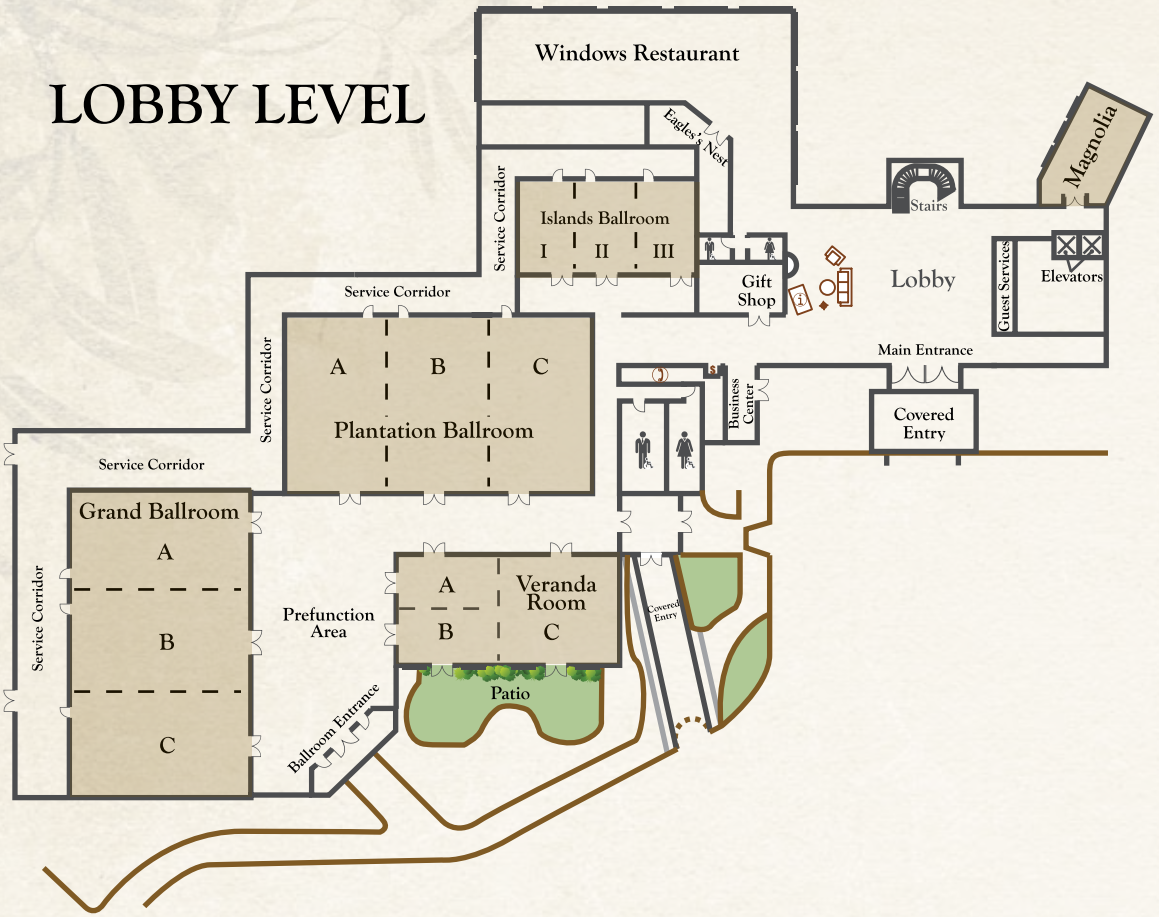 LOBBY LEVEL
Windows Restaurant
Eagles's Nest
Magnolia
Stairs
Service Corridor
Islands Ballroom
I II III
Lobby
Guest Services
Elevators
Gift
Shop
i
Service Corridor
Service Corridor
A B C
Plantation Ballroom
Main Entrance
$
Business
Center
Covered
Entry
Service Corridor
Grand Ballroom
A
B
C
Service Corridor
Prefunction
Area
A
B
Veranda
Room
C
Covered
Entry
Patio
Ballroom Entrance